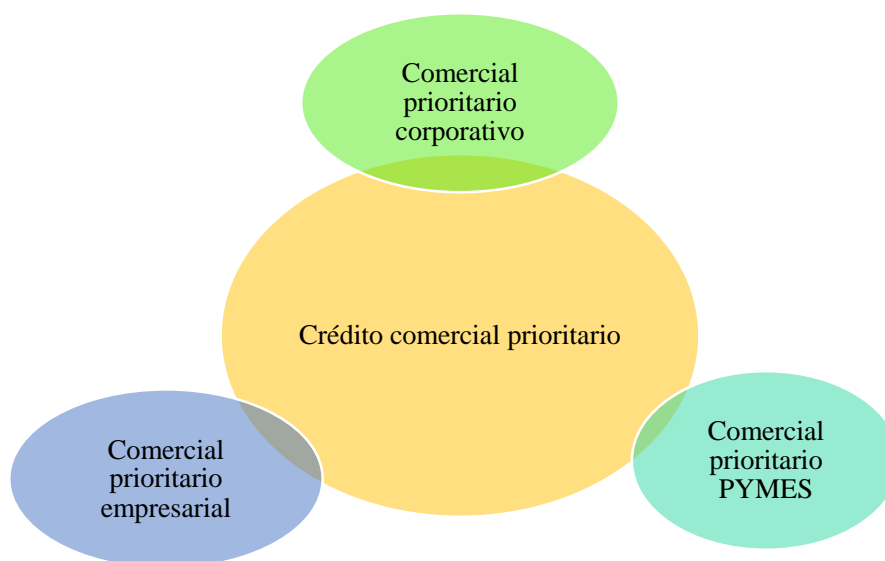 Comercial
prioritario
corporativo
Crédito comercial prioritario
Comercial
prioritario
empresarial
Comercial
prioritario
PYMES